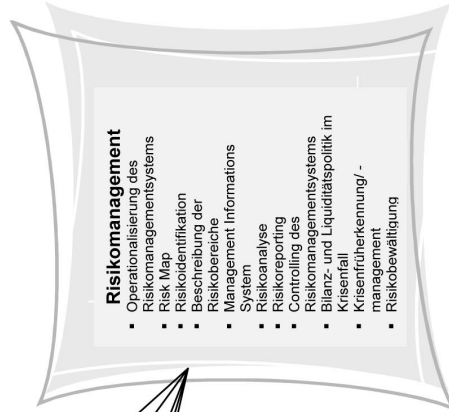 Risikomanagement
▪ Operationalisierung des
Risikomanagementsystems
▪ Risk Map
▪ Risikoidentifikation
▪ Beschreibung der
Risikobereiche
▪ Management Informations
System
▪ Risikoanalyse
▪ Risikoreporting
▪ Controlling des
Risikomanagementsystems
▪ Bilanz- und Liquiditätspolitik im
Krisenfall
▪ Krisenfrüherkennung/ -
management
▪ Risikobewältigung